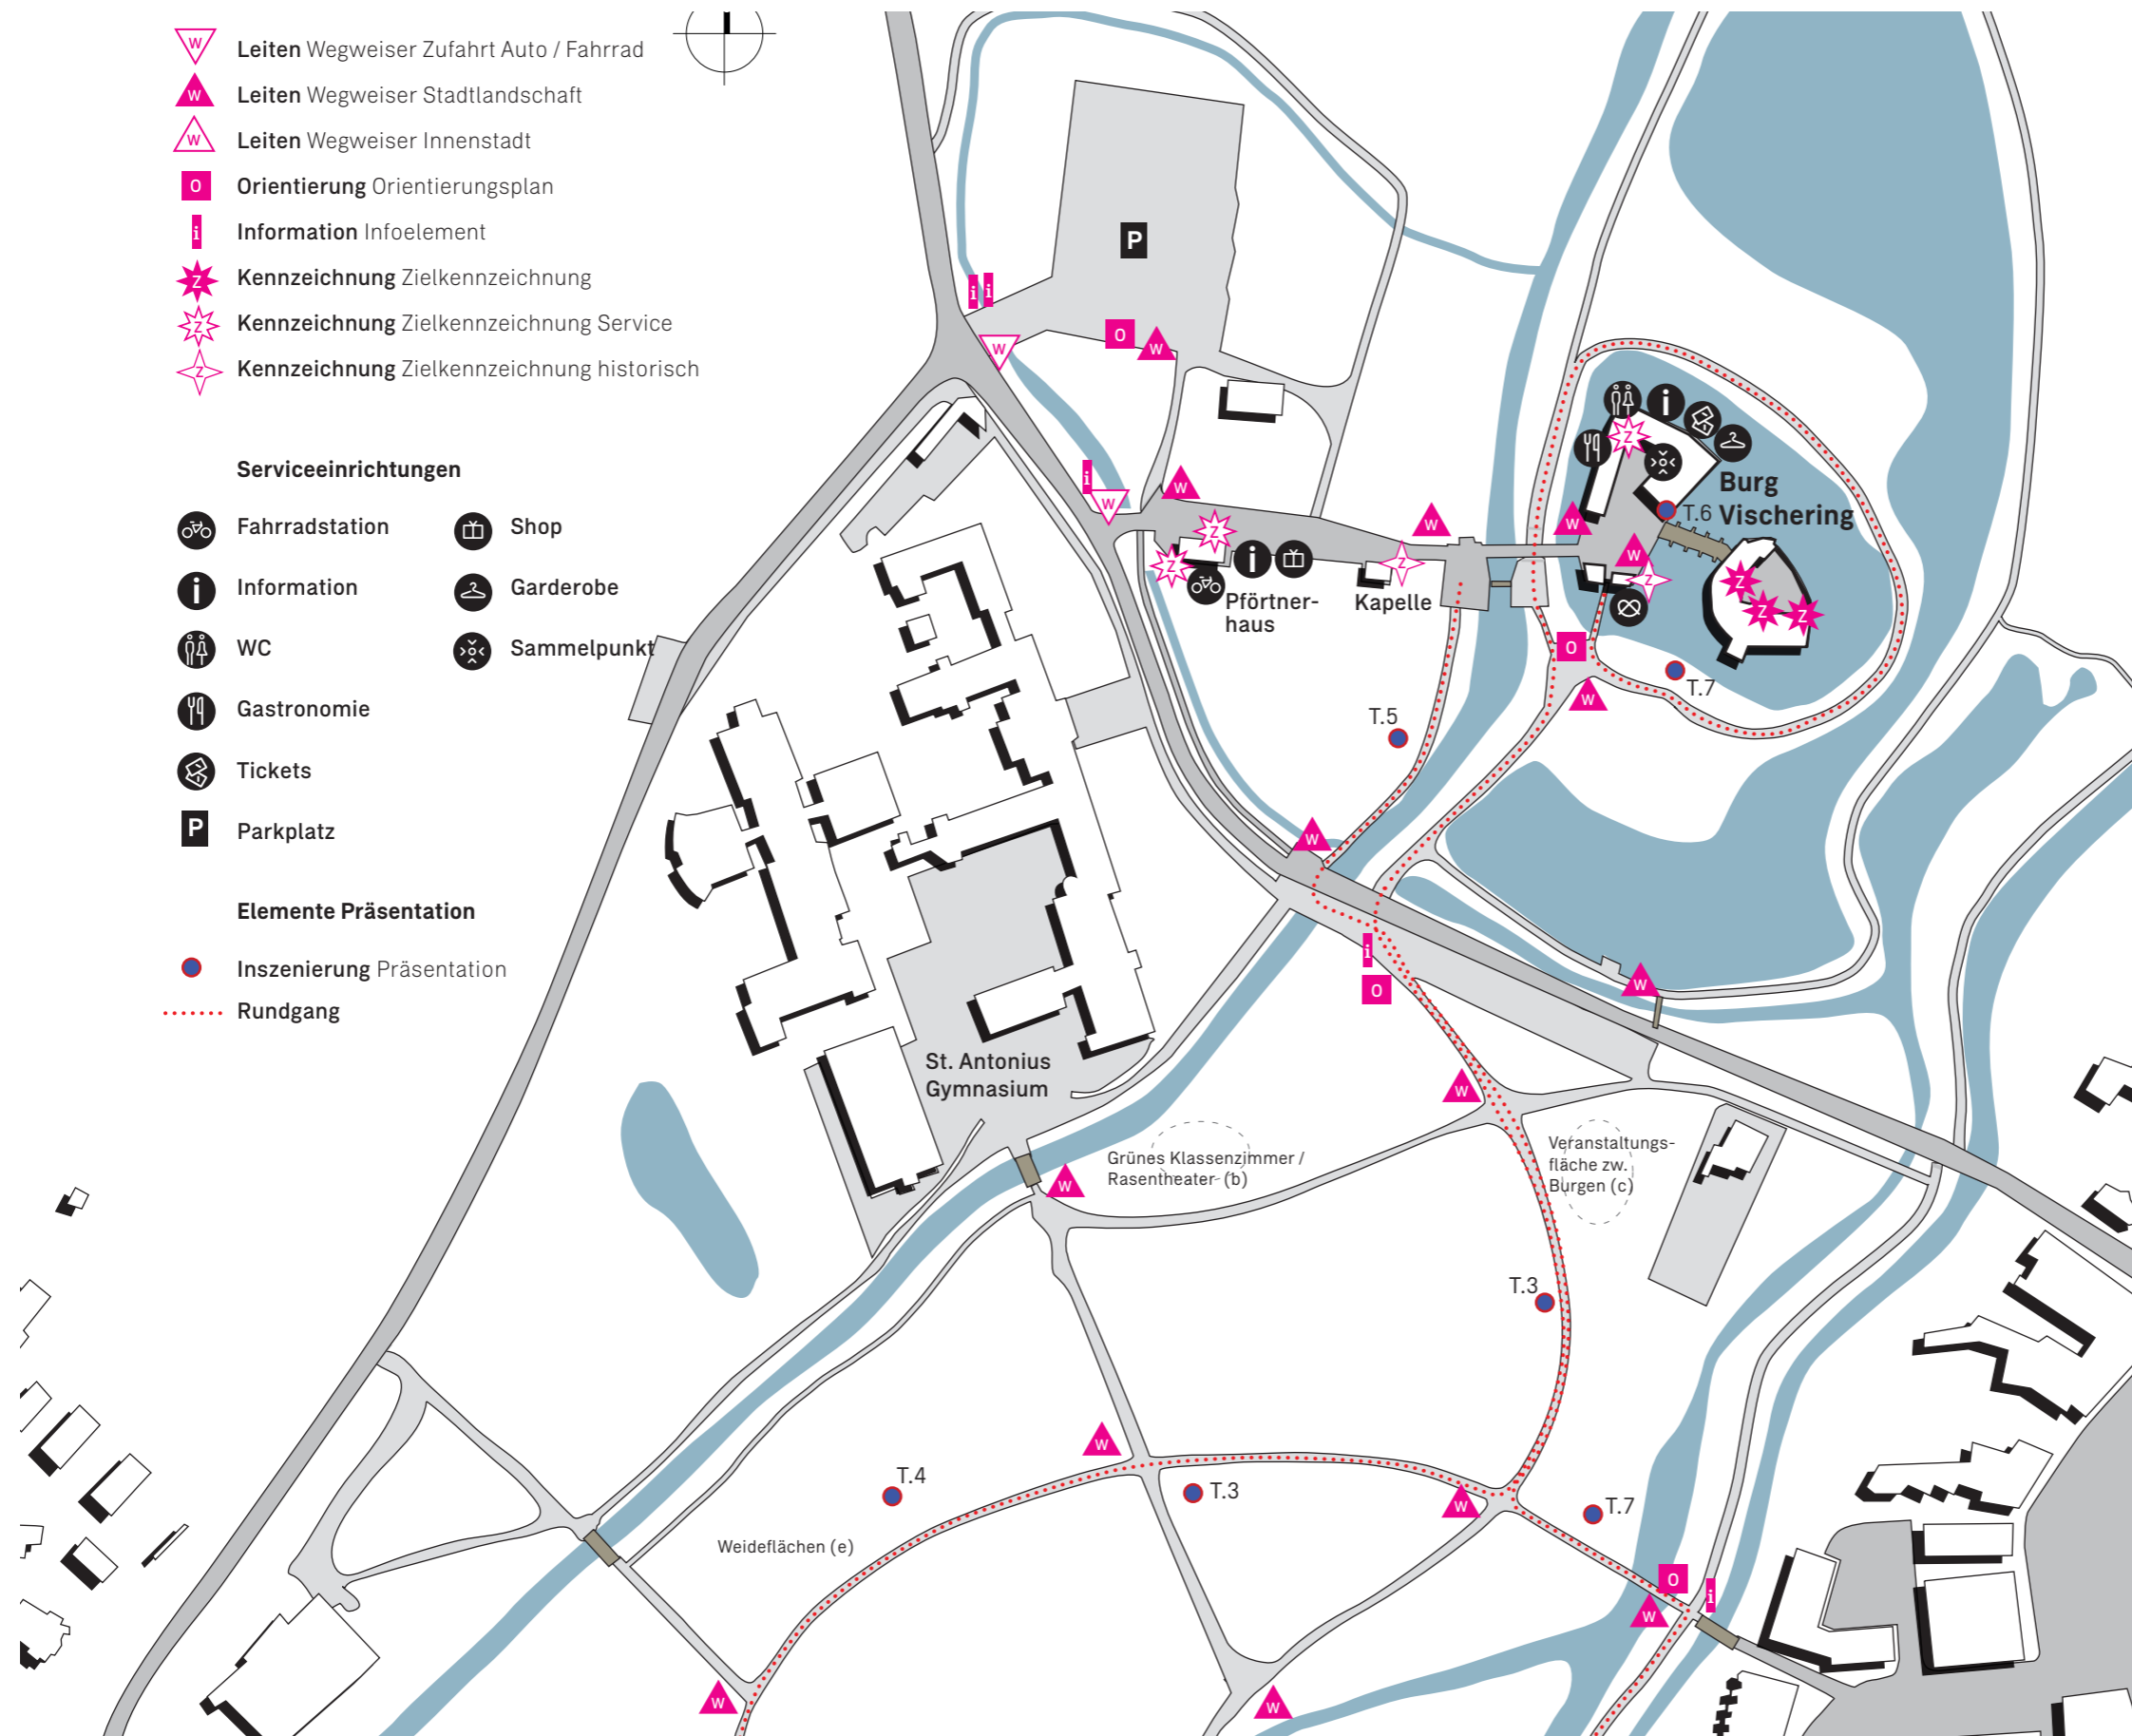 W Leiten Wegweiser Zufahrt Auto / Fahrrad
W Leiten Wegweiser Stadtlandschaft
W Leiten Wegweiser Innenstadt
O Orientierung Orientierungsplan
i Information Infoelement
Z Kennzeichnung Zielkennzeichnung
Z Kennzeichnung Zielkennzeichnung Service
Z Kennzeichnung Zielkennzeichnung historisch
Serviceeinrichtungen
Fahrradstation
Shop
i Information
Garderobe
WC
Sammelpunkt
Gastronomie
Tickets
P Parkplatz
Elemente Präsentation
Inszenierung Präsentation
Rundgang
P
i i
W
O W
i
W
W
Z
Z
i
Pförtner-
haus
W
Z
Kapelle
i
Z
W
W
Z
T.6
Burg
Vischering
Z
Z
Z
O
W
T.7
T.5
W
i
O
W
W
St. Antonius
Gymnasium
W
Grünes Klassenzimmer /
Rasentheater (b)
Veranstaltungs-
fläche zw.
Burgen (c)
T.3
W
T.4
T.3
W
T.7
Weideflächen (e)
O
i
W
W
W